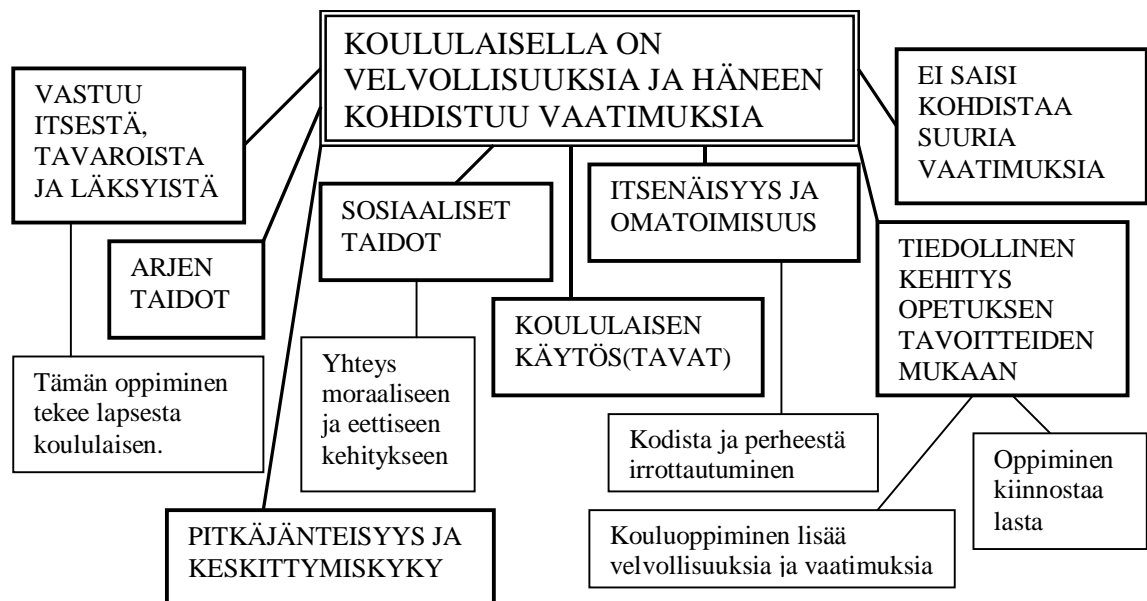 KOULULAISELLA ON
VELVOLLISUUKSIA JA HÄNEEN
KOHDISTUU VAATIMUKSIA
VASTUU
ITSESTÄ,
TAVAROISTA
JA LÄKSYISTÄ
EI SAISI
KOHDISTAA
SUURIA
VAATIMUKSIA
SOSIAALISET
TAIDOT
ITSENÄISYYS JA
OMATOIMISUUS
ARJEN
TAIDOT
TIEDOLLINEN
KEHITYS
OPETUKSEN
TAVOITTEIDEN
MUKAAN
KOULULAISEN
KÄYTÖS(TAVAT)
Tämän oppiminen
tekee lapsesta
koululaisen.
Yhteys
moraaliseen
ja eettiseen
kehitykseen
Kodista ja perheestä
irrottautuminen
Oppiminen
kiinnostaa
lasta
PITKÄJÄNTEISYYS JA
KESKITTYMISKYKY
Kouluoppiminen lisää
velvollisuuksia ja vaatimuksia